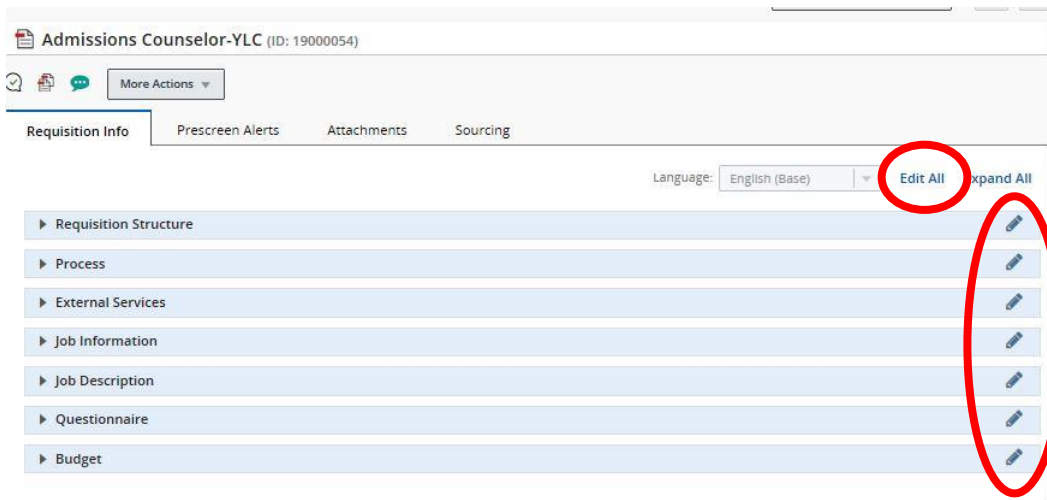 Admissions Counselor-YLC (ID: 19000054)
More Actions
Requisition Info Prescreen Alerts Attachments Sourcing
Language: English (Base) Edit All xpand All
Requisition Structure
Process
External Services
Job Information
Job Description
Questionnaire
Budget